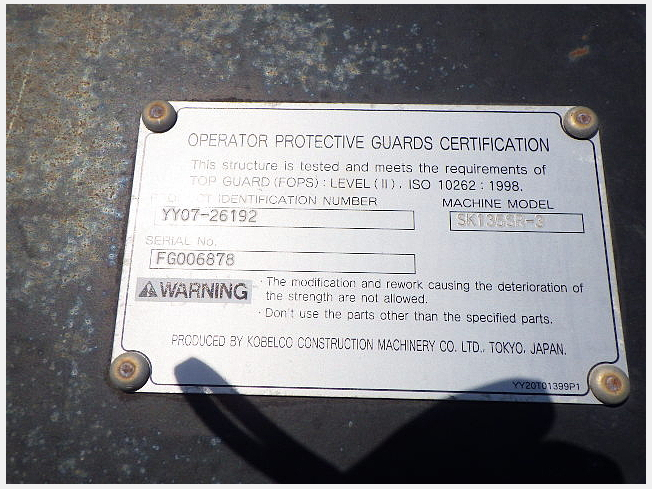 OPERATOR PROTECTIVE GUARDS CERTIFICATION
This structure is tested and meets the requirements of
TOP GUARD (FOPS) : LEVEL (II), ISO 10262 : 1998.
IDENTIFICATION NUMBER
MACHINE MODEL
YY07-26192
SK135SR-3
SERIAL No.
FG006878
WARNING
· The modification and rework causing the deterioration of
the strength are not allowed.
· Don't use the parts other than the specified parts.
PRODUCED BY KOBELCO CONSTRUCTION MACHINERY CO. LTD., TOKYO, JAPAN.
YY20T01399P1